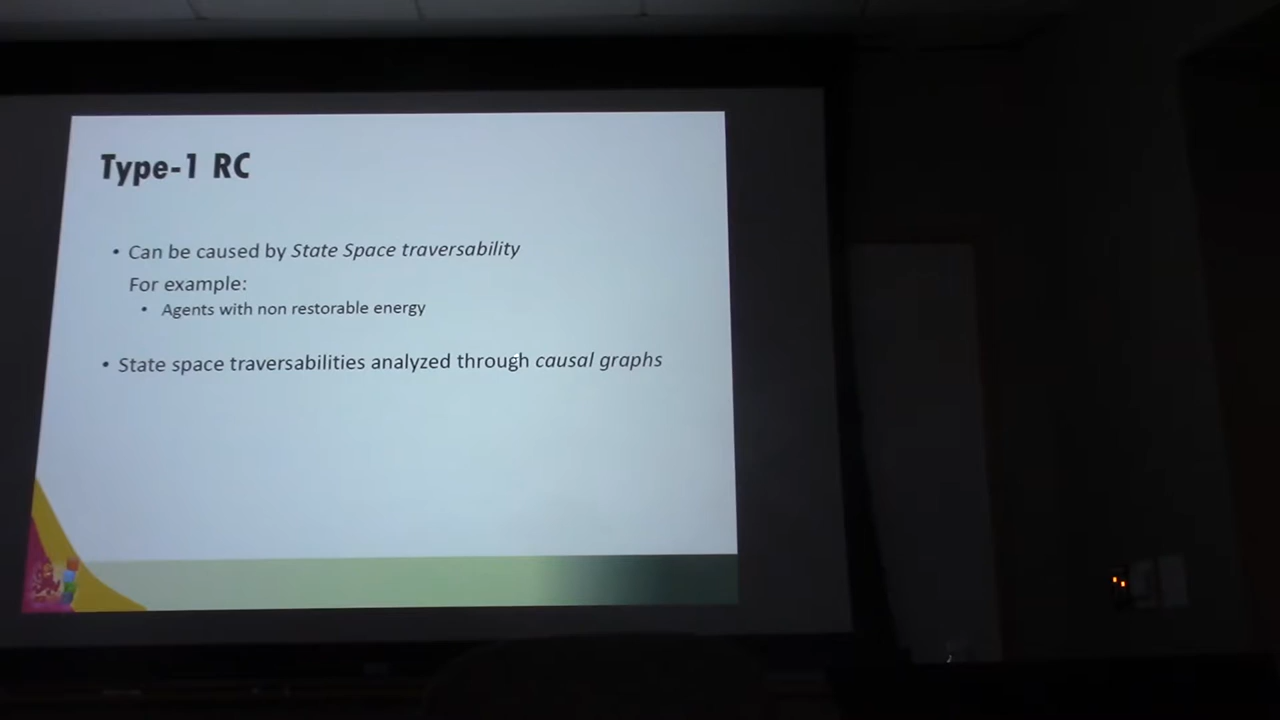 Type-1 RC
• Can be caused by State Space traversability
For example:
• Agents with non restorable energy
• State space traversabilities analyzed through causal graphs